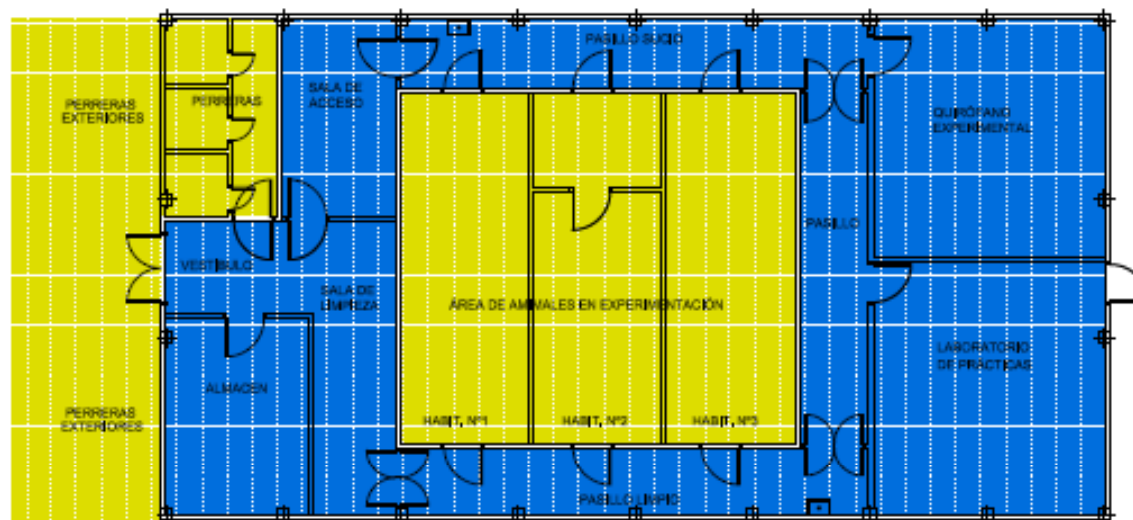 PASILLO SUCIO
SALA DE
ACCESO
PERRERAS
PERRERAS
EXTERIORES
QUIRÓFANO
EXPERIMENTAL
PASILLO
VESTÍBULO
SALA DE
LIMPIEZA
ÁREA DE ANIMALES EN EXPERIMENTACIÓN
LABORATORIO
DE PRÁCTICAS
ALMACEN
PERRERAS
EXTERIORES
HABIT. Nº1
HABIT. Nº2
HABIT. Nº3
PASILLO LIMPIO